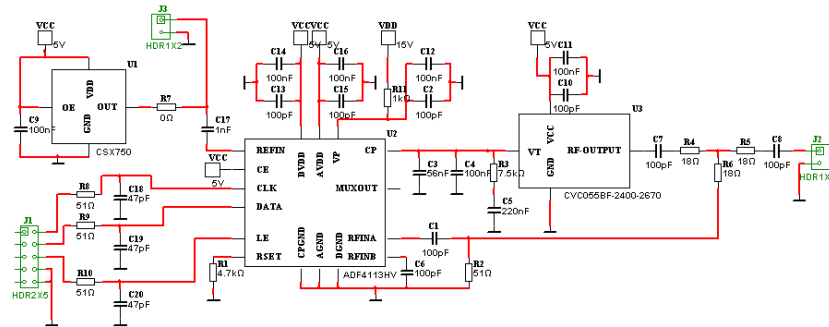 J3
HDR1X2
VCC
5V
U1
VDD
OE
OUT
GND
CSX750
C9
100nF
R7
0Ω
C17
1nF
VCC
5V
C14
100nF
C13
100pF
VCC
5V
C16
100nF
C15
100pF
VDD
15V
R11
1kΩ
C12
100nF
C2
100pF
U2
REFIN
CE
CLK
DATA
LE
RSET
DVDD
AVDD
VP
CP
MUXOUT
RFINA
RFINB
CPGND
AGND
DGND
ADF4113HV
VCC
5V
R8
51Ω
C18
47pF
R9
51Ω
C19
47pF
J1
HDR2X5
R10
51Ω
C20
47pF
R1
4.7kΩ
C3
56nF
C4
100nF
R3
7.5kΩ
C5
220nF
C1
100pF
C6
100pF
R2
51Ω
VCC
5V
C11
100nF
C10
100pF
U3
VT
VCC
RF-OUTPUT
GND
CVC055BF-2400-2670
C7
100pF
R4
18Ω
R6
18Ω
R5
18Ω
C8
100pF
J2